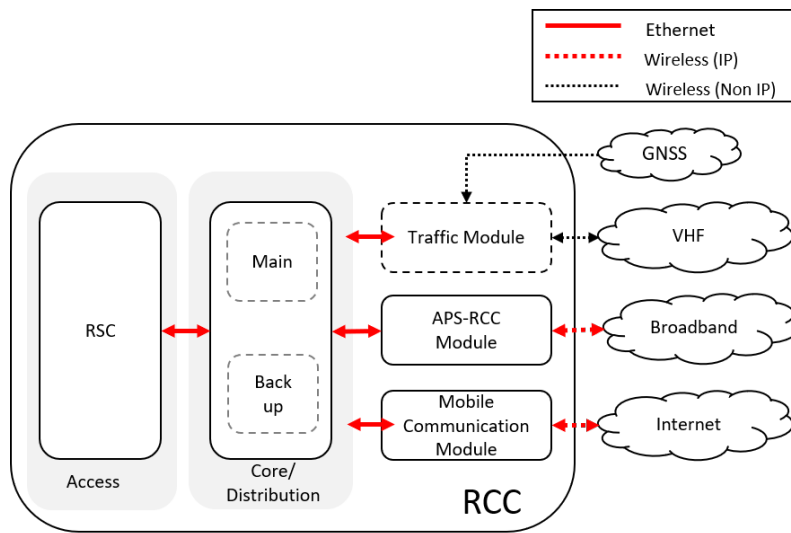 Ethernet
Wireless (IP)
Wireless (Non IP)
GNSS
Traffic Module
VHF
Main
RSC
APS-RCC
Module
Broadband
Back
up
Mobile
Communication
Module
Internet
Access
Core/
Distribution
RCC